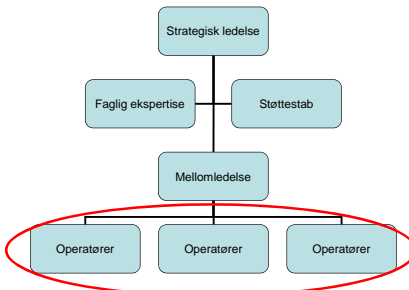 Strategisk ledelse
Faglig ekspertise
Støttestab
Mellomledelse
Operatører
Operatører
Operatører